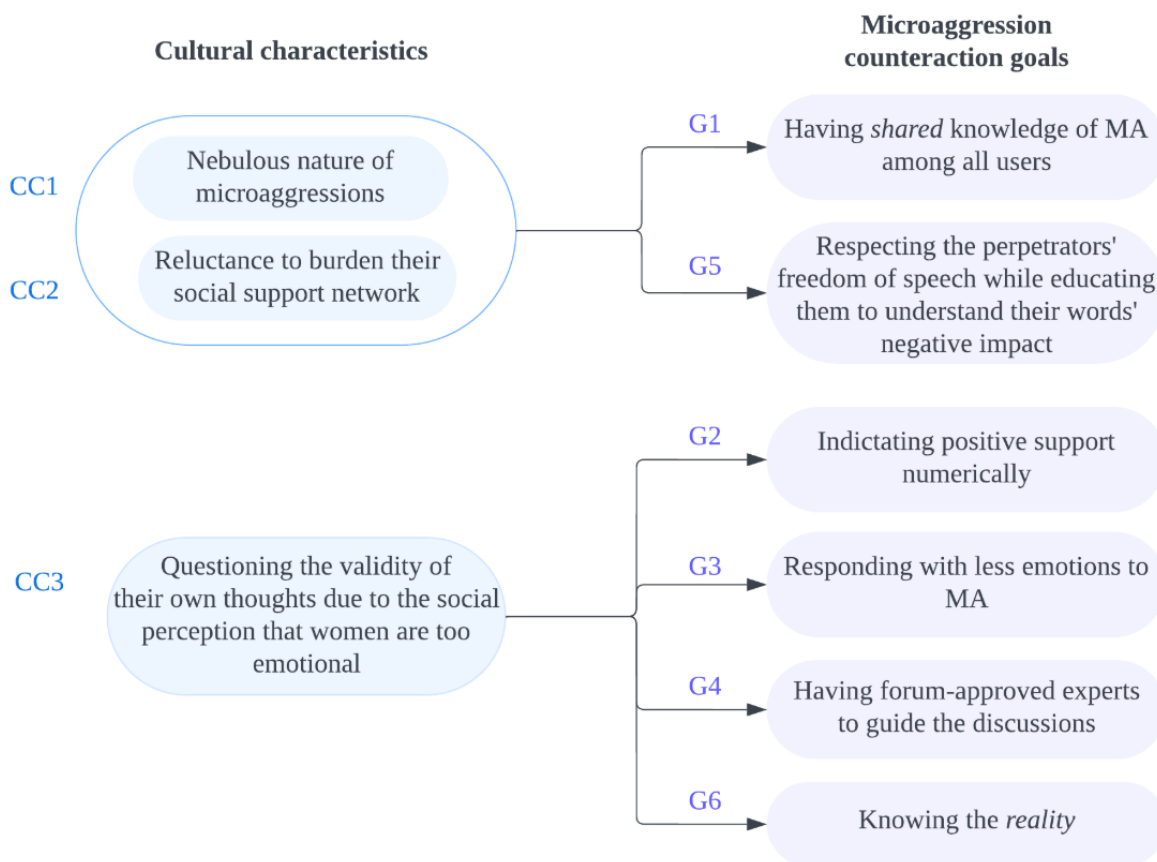 Cultural characteristics
Microaggression
counteraction goals
CC1
Nebulous nature of
microaggressions
CC2
Reluctance to burden their
social support network
G1
Having shared knowledge of MA
among all users
G5
Respecting the perpetrators'
freedom of speech while educating
them to understand their words'
negative impact
CC3
Questioning the validity of
their own thoughts due to the social
perception that women are too
emotional
G2
Indictating positive support
numerically
G3
Responding with less emotions to
MA
G4
Having forum-approved experts
to guide the discussions
G6
Knowing the reality